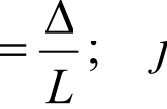 = Δ/L ;